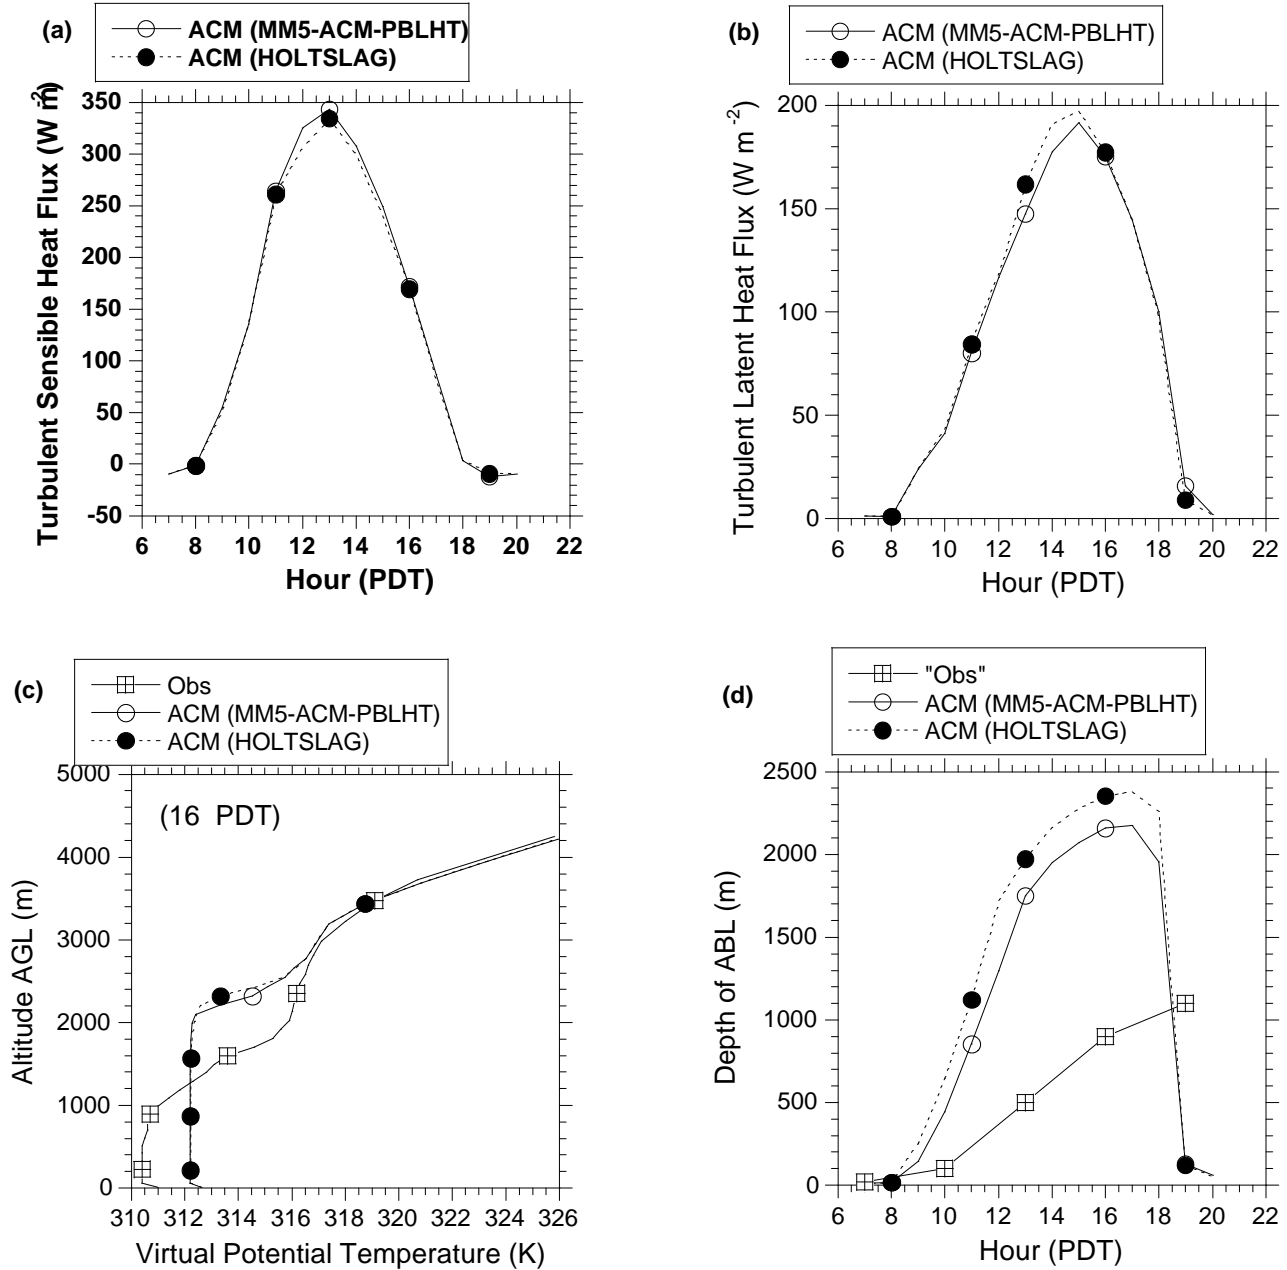 (a)
ACM (MM5-ACM-PBLHT)
ACM (HOLTSLAG)
350
300
250
200
150
100
50
0
-50
Turbulent Sensible Heat Flux (W m-2)
6 8 10 12 14 16 18 20 22
Hour (PDT)
(b)
ACM (MM5-ACM-PBLHT)
ACM (HOLTSLAG)
200
150
100
50
0
Turbulent Latent Heat Flux (W m-2)
6 8 10 12 14 16 18 20 22
Hour (PDT)
(c)
Obs
ACM (MM5-ACM-PBLHT)
ACM (HOLTSLAG)
(16 PDT)
5000
4000
3000
2000
1000
0
Altitude AGL (m)
310 312 314 316 318 320 322 324 326
Virtual Potential Temperature (K)
(d)
"Obs"
ACM (MM5-ACM-PBLHT)
ACM (HOLTSLAG)
2500
2000
1500
1000
500
0
Depth of ABL (m)
6 8 10 12 14 16 18 20 22
Hour (PDT)